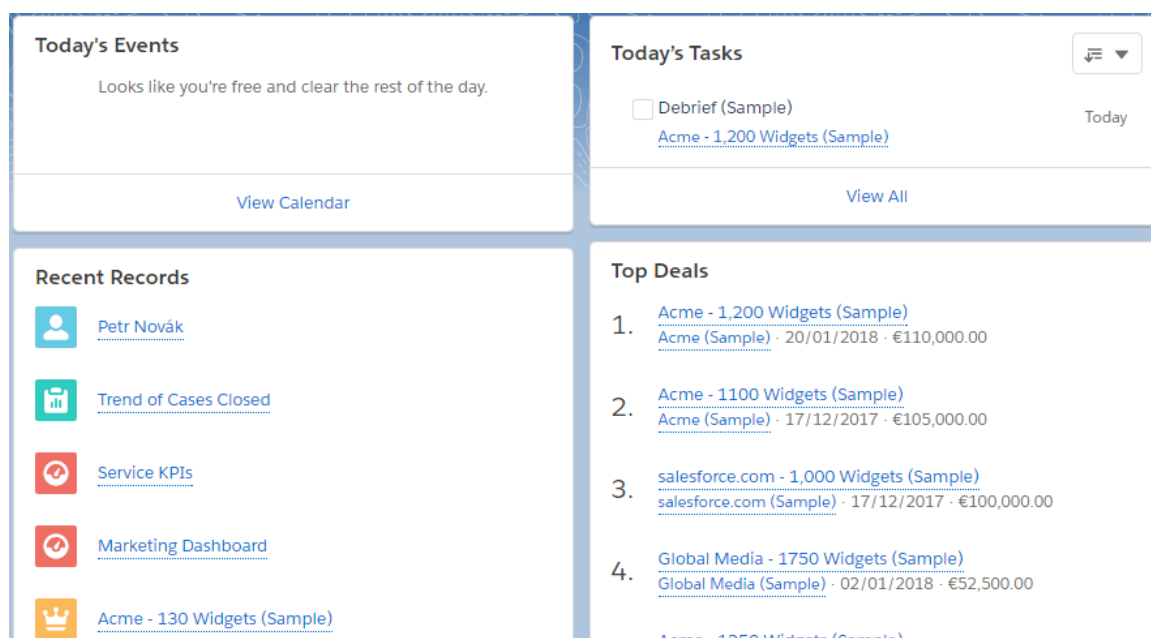 Today's Events
Looks like you're free and clear the rest of the day.
View Calendar
Today’s Tasks
Debrief (Sample)
Today
Acme - 1,200 Widgets (Sample)
View All
Recent Records
Petr Novák
Trend of Cases Closed
Service KPIs
Marketing Dashboard
Acme - 130 Widgets (Sample)
Top Deals
1.
Acme - 1,200 Widgets (Sample)
Acme (Sample) · 20/01/2018 · €110,000.00
2.
Acme - 1100 Widgets (Sample)
Acme (Sample) · 17/12/2017 · €105,000.00
3.
salesforce.com - 1,000 Widgets (Sample)
salesforce.com (Sample) · 17/12/2017 · €100,000.00
4.
Global Media - 1750 Widgets (Sample)
Global Media (Sample) · 02/01/2018 · €52,500.00